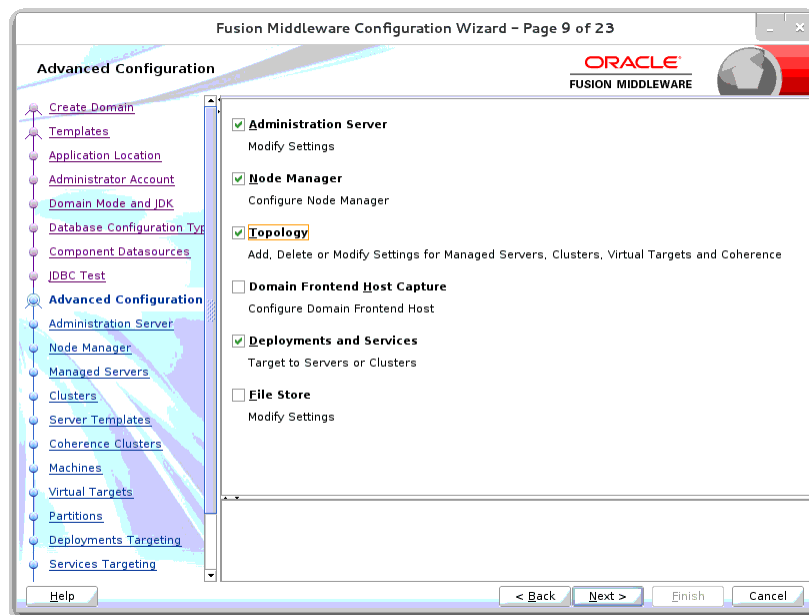 Fusion Middleware Configuration Wizard – Page 9 of 23
Advanced Configuration
ORACLE
FUSION MIDDLEWARE
Create Domain
Templates
Application Location
Administrator Account
Domain Mode and JDK
Database Configuration Typ
Component Datasources
JDBC Test
Advanced Configuration
Administration Server
Node Manager
Managed Servers
Clusters
Server Templates
Coherence Clusters
Machines
Virtual Targets
Partitions
Deployments Targeting
Services Targeting
Administration Server
Modify Settings
Node Manager
Configure Node Manager
Topology
Add, Delete or Modify Settings for Managed Servers, Clusters, Virtual Targets and Coherence
Domain Frontend Host Capture
Configure Domain Frontend Host
Deployments and Services
Target to Servers or Clusters
File Store
Modify Settings
Help
< Back
Next >
Finish
Cancel